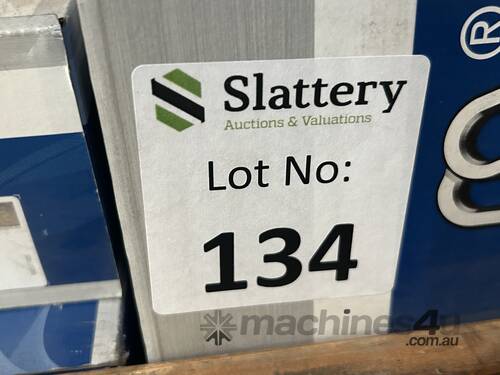 ®
Slattery
Auctions & Valuations
Lot No:
134
machines4u
.com.au